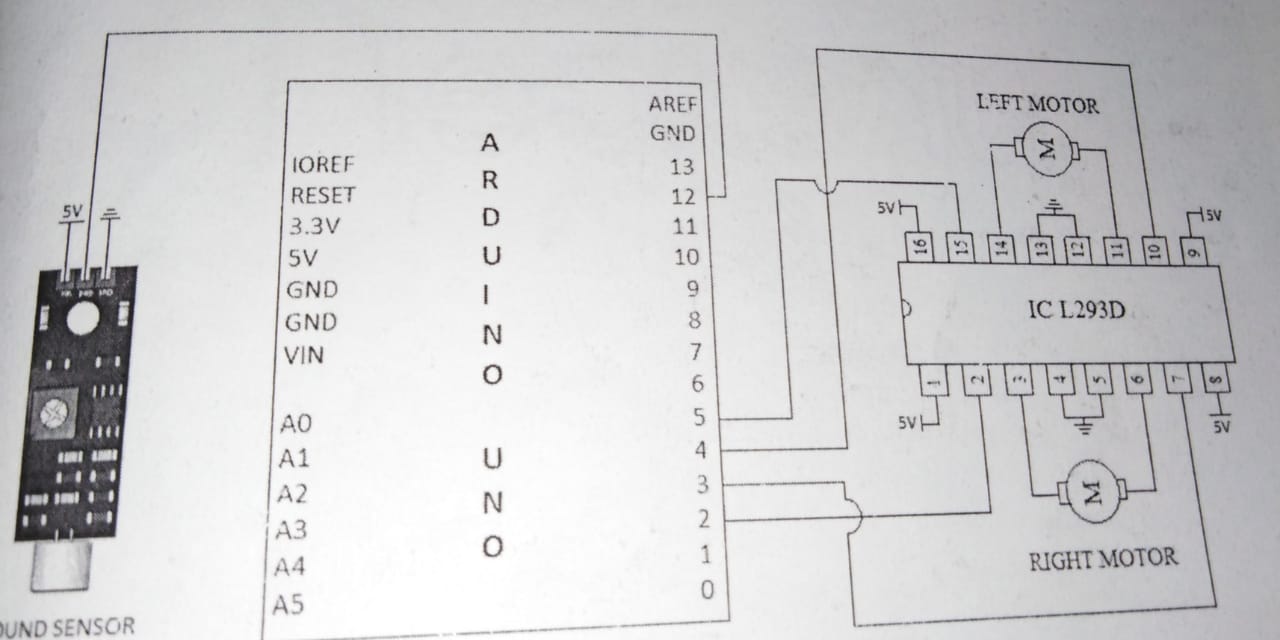 5V
OUND SENSOR
IOREF
RESET
3.3V
5V
GND
GND
VIN
A0
A1
A2
A3
A4
A5
A
R
D
U
I
N
O
U
N
O
AREF
GND
13
12
11
10
9
8
7
6
5
4
3
2
1
0
LEFT MOTOR
M
5V
5V
16
15
14
13
12
11
10
9
IC L293D
1
2
3
4
5
6
7
8
5V
5V
M
RIGHT MOTOR